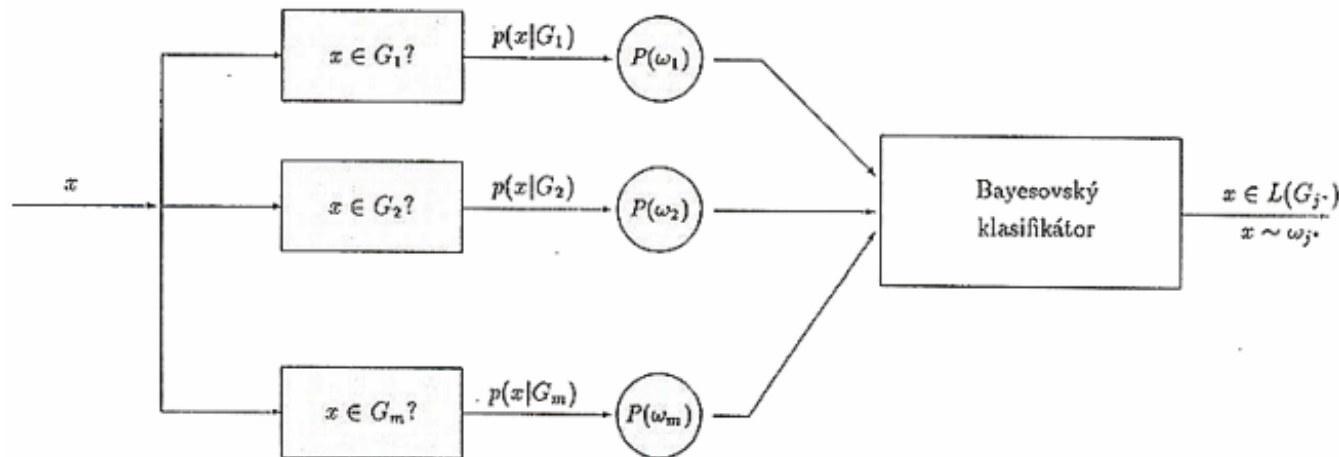 x ∈ G₁?
p(x|G₁)
P(ω₁)
x
x ∈ G₂?
p(x|G₂)
P(ω₂)
Bayesovský
klasifikátor
x ∈ L(Gⱼ*)
x ~ ωⱼ*
x ∈ Gₘ?
p(x|Gₘ)
P(ωₘ)